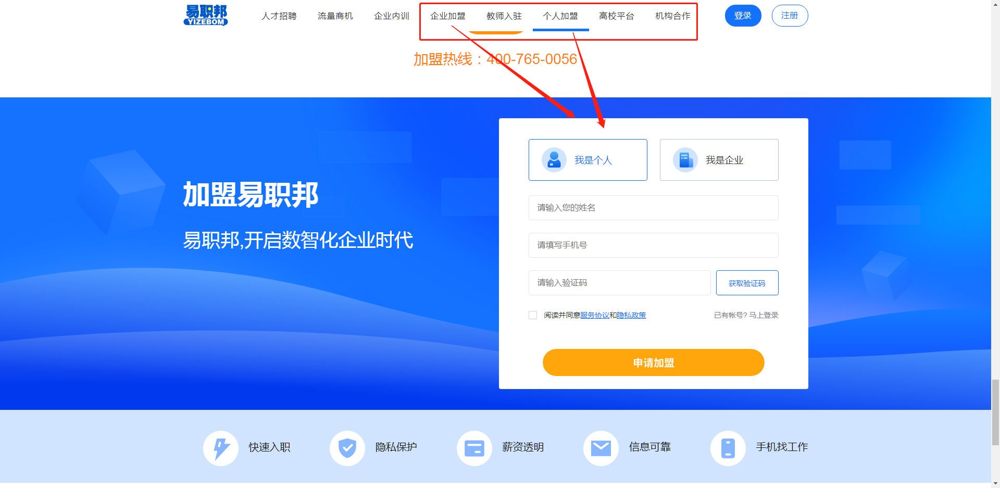 易职邦
YIZEBOM
人才招聘 流量商机 企业内训 企业加盟 教师入驻 个人加盟 高校平台 机构合作 登录 注册
加盟热线：400-765-0056
我是个人 我是企业
加盟易职邦
请输入您的姓名
易职邦,开启数智化企业时代
请填写手机号
请输入验证码 获取验证码
阅读并同意服务协议和隐私政策 已有帐号? 马上登录
申请加盟
快速入职 隐私保护 薪资透明 信息可靠 手机找工作